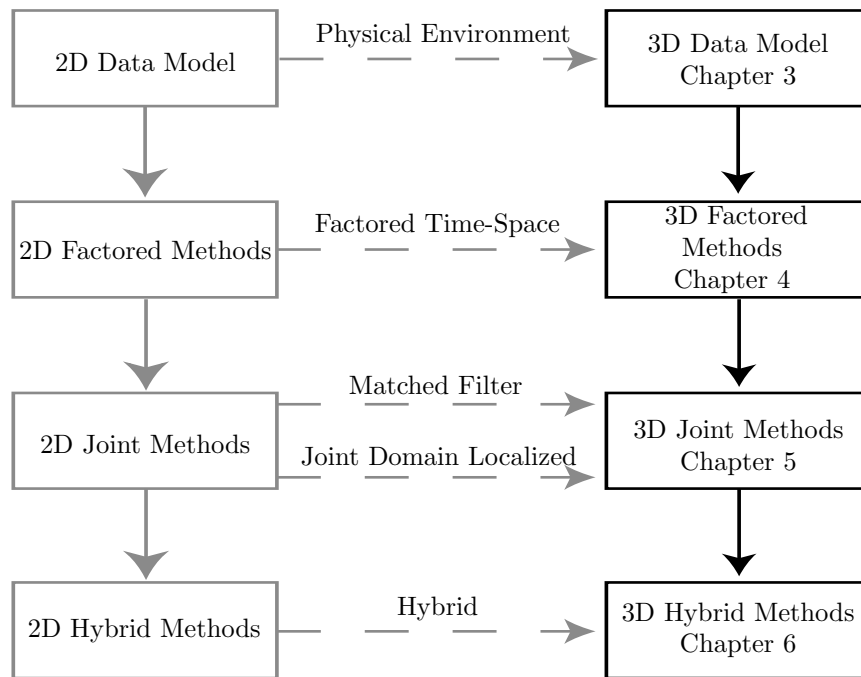 Physical Environment
2D Data Model
3D Data Model
Chapter 3
Factored Time-Space
2D Factored Methods
3D Factored
Methods
Chapter 4
Matched Filter
2D Joint Methods
3D Joint Methods
Chapter 5
Joint Domain Localized
Hybrid
2D Hybrid Methods
3D Hybrid Methods
Chapter 6